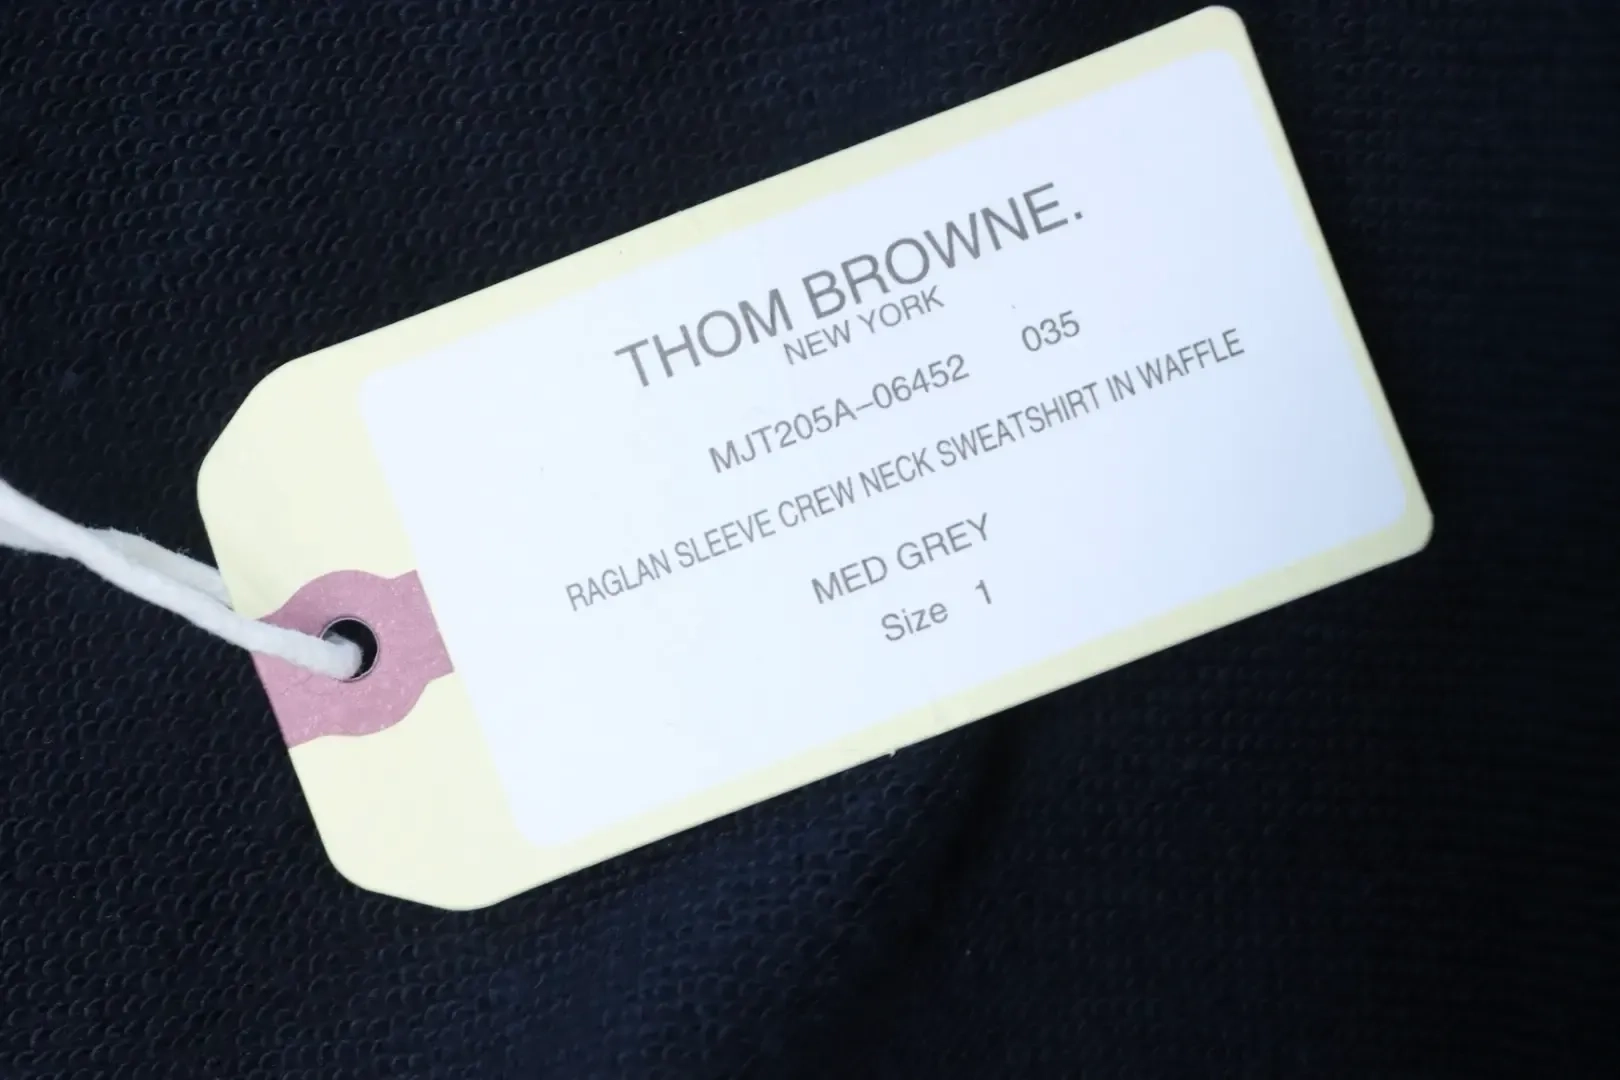 THOM BROWNE.
NEW YORK
MJT205A-06452 035
RAGLAN SLEEVE CREW NECK SWEATSHIRT IN WAFFLE
MED GREY
Size 1